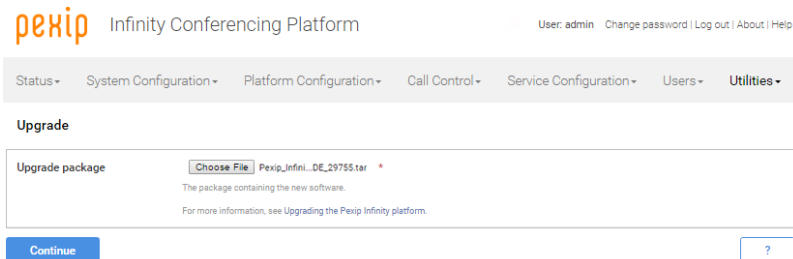 pexip Infinity Conferencing Platform User: admin Change password | Log out | About | Help
Status System Configuration Platform Configuration Call Control Service Configuration Users Utilities
Upgrade
Upgrade package Choose File Pexip_Infini...DE_29755.tar *
The package containing the new software.
For more information, see Upgrading the Pexip Infinity platform.
Continue ?